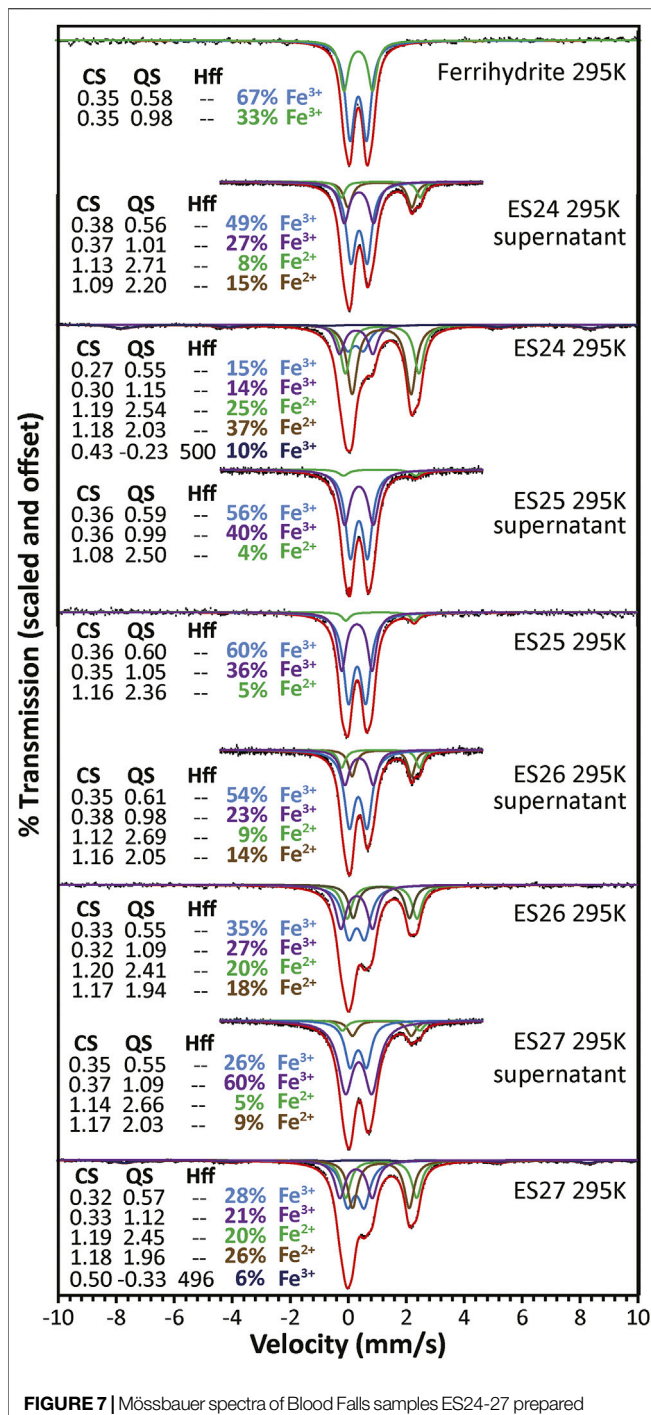 % Transmission (scaled and offset)
Ferrihydrite 295K
CS QS Hff
0.35 0.58 -- 67% Fe³⁺
0.35 0.98 -- 33% Fe³⁺
ES24 295K
supernatant
CS QS Hff
0.38 0.56 -- 49% Fe³⁺
0.37 1.01 -- 27% Fe³⁺
1.13 2.71 -- 8% Fe²⁺
1.09 2.20 -- 15% Fe²⁺
ES24 295K
CS QS Hff
0.27 0.55 -- 15% Fe³⁺
0.30 1.15 -- 14% Fe³⁺
1.19 2.54 -- 25% Fe²⁺
1.18 2.03 -- 37% Fe²⁺
0.43 -0.23 500 10% Fe³⁺
ES25 295K
supernatant
CS QS Hff
0.36 0.59 -- 56% Fe³⁺
0.36 0.99 -- 40% Fe³⁺
1.08 2.50 -- 4% Fe²⁺
ES25 295K
CS QS Hff
0.36 0.60 -- 60% Fe³⁺
0.35 1.05 -- 36% Fe³⁺
1.16 2.36 -- 5% Fe²⁺
ES26 295K
supernatant
CS QS Hff
0.35 0.61 -- 54% Fe³⁺
0.38 0.98 -- 23% Fe³⁺
1.12 2.69 -- 9% Fe²⁺
1.16 2.05 -- 14% Fe²⁺
ES26 295K
CS QS Hff
0.33 0.55 -- 35% Fe³⁺
0.32 1.09 -- 27% Fe³⁺
1.20 2.41 -- 20% Fe²⁺
1.17 1.94 -- 18% Fe²⁺
ES27 295K
supernatant
CS QS Hff
0.35 0.55 -- 26% Fe³⁺
0.37 1.09 -- 60% Fe³⁺
1.14 2.66 -- 5% Fe²⁺
1.17 2.03 -- 9% Fe²⁺
ES27 295K
CS QS Hff
0.32 0.57 -- 28% Fe³⁺
0.33 1.12 -- 21% Fe³⁺
1.19 2.45 -- 20% Fe²⁺
1.18 1.96 -- 26% Fe²⁺
0.50 -0.33 496 6% Fe³⁺
-10 -8 -6 -4 -2 0 2 4 6 8 10
Velocity (mm/s)
FIGURE 7 | Mössbauer spectra of Blood Falls samples ES24-27 prepared